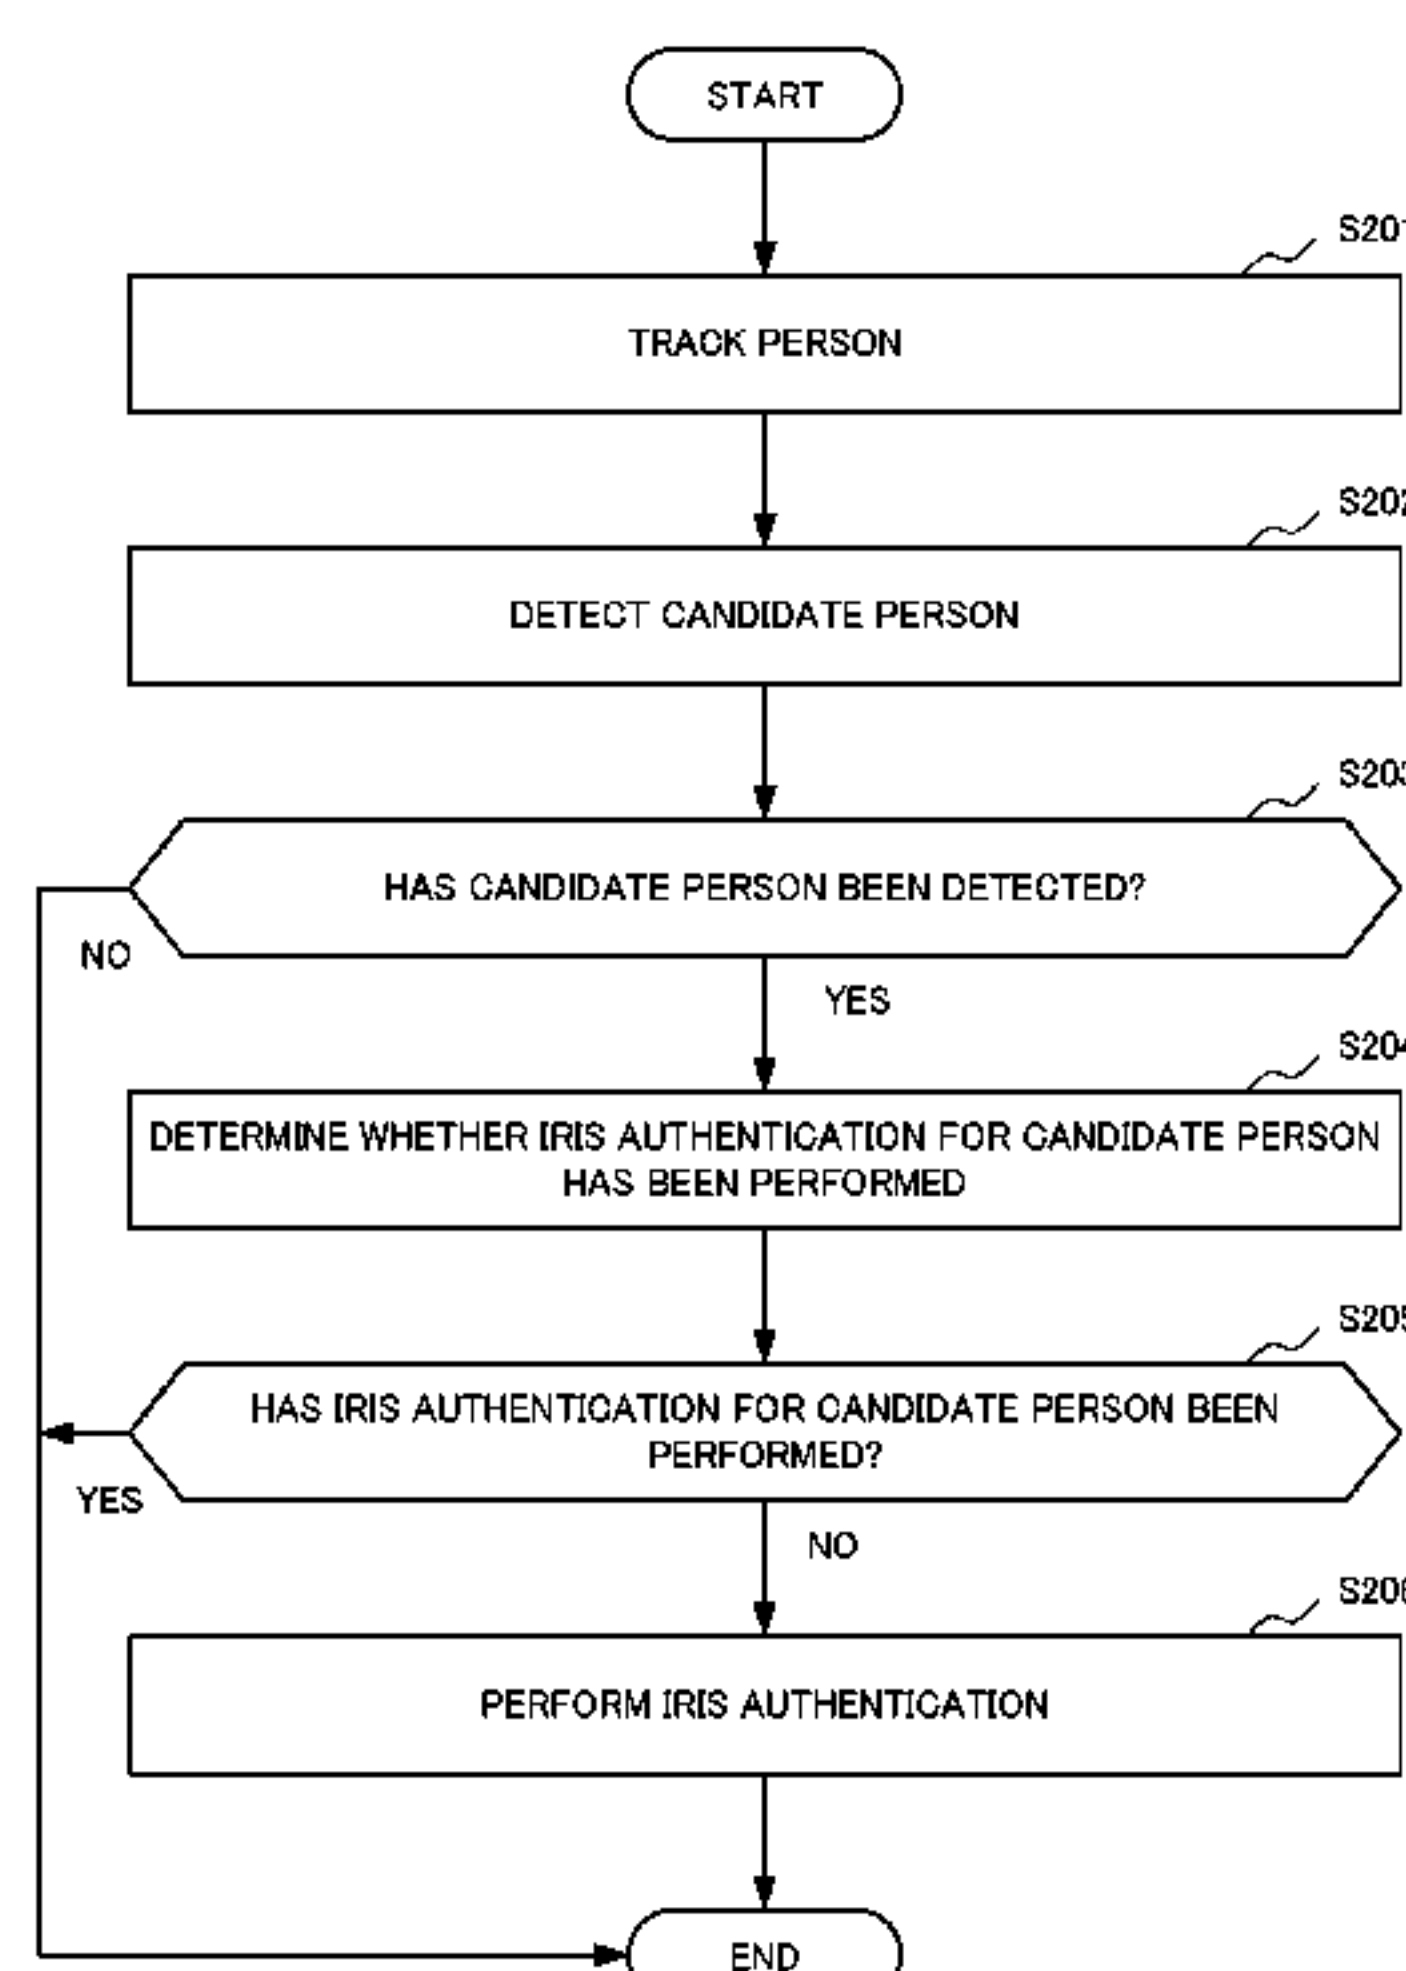 START
S201
TRACK PERSON
S202
DETECT CANDIDATE PERSON
S203
HAS CANDIDATE PERSON BEEN DETECTED?
NO
YES
S204
DETERMINE WHETHER IRIS AUTHENTICATION FOR CANDIDATE PERSON
HAS BEEN PERFORMED
S205
HAS IRIS AUTHENTICATION FOR CANDIDATE PERSON BEEN
PERFORMED?
YES
NO
S206
PERFORM IRIS AUTHENTICATION
END